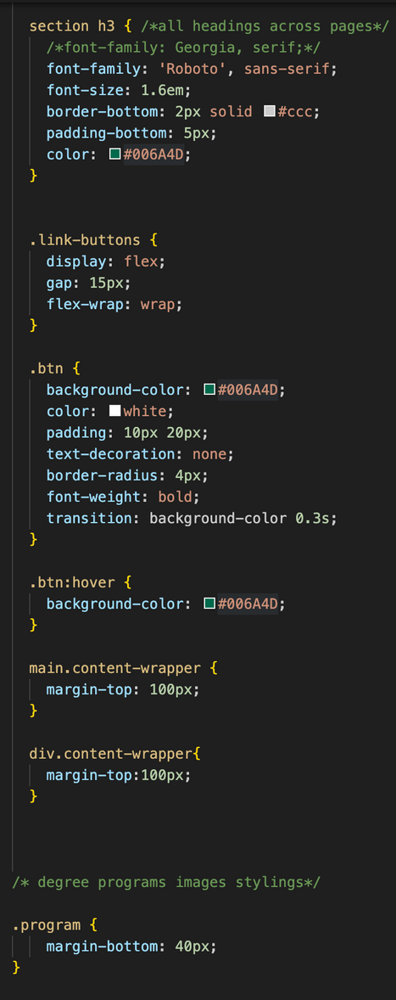 section h3 { /*all headings across pages*/
/*font-family: Georgia, serif;*/
font-family: 'Roboto', sans-serif;
font-size: 1.6em;
border-bottom: 2px solid #ccc;
padding-bottom: 5px;
color: #006A4D;
}
.link-buttons {
display: flex;
gap: 15px;
flex-wrap: wrap;
}
.btn {
background-color: #006A4D;
color: white;
padding: 10px 20px;
text-decoration: none;
border-radius: 4px;
font-weight: bold;
transition: background-color 0.3s;
}
.btn:hover {
background-color: #006A4D;
}
main.content-wrapper {
margin-top: 100px;
}
div.content-wrapper{
margin-top:100px;
}
/* degree programs images stylings*/
.program {
margin-bottom: 40px;
}